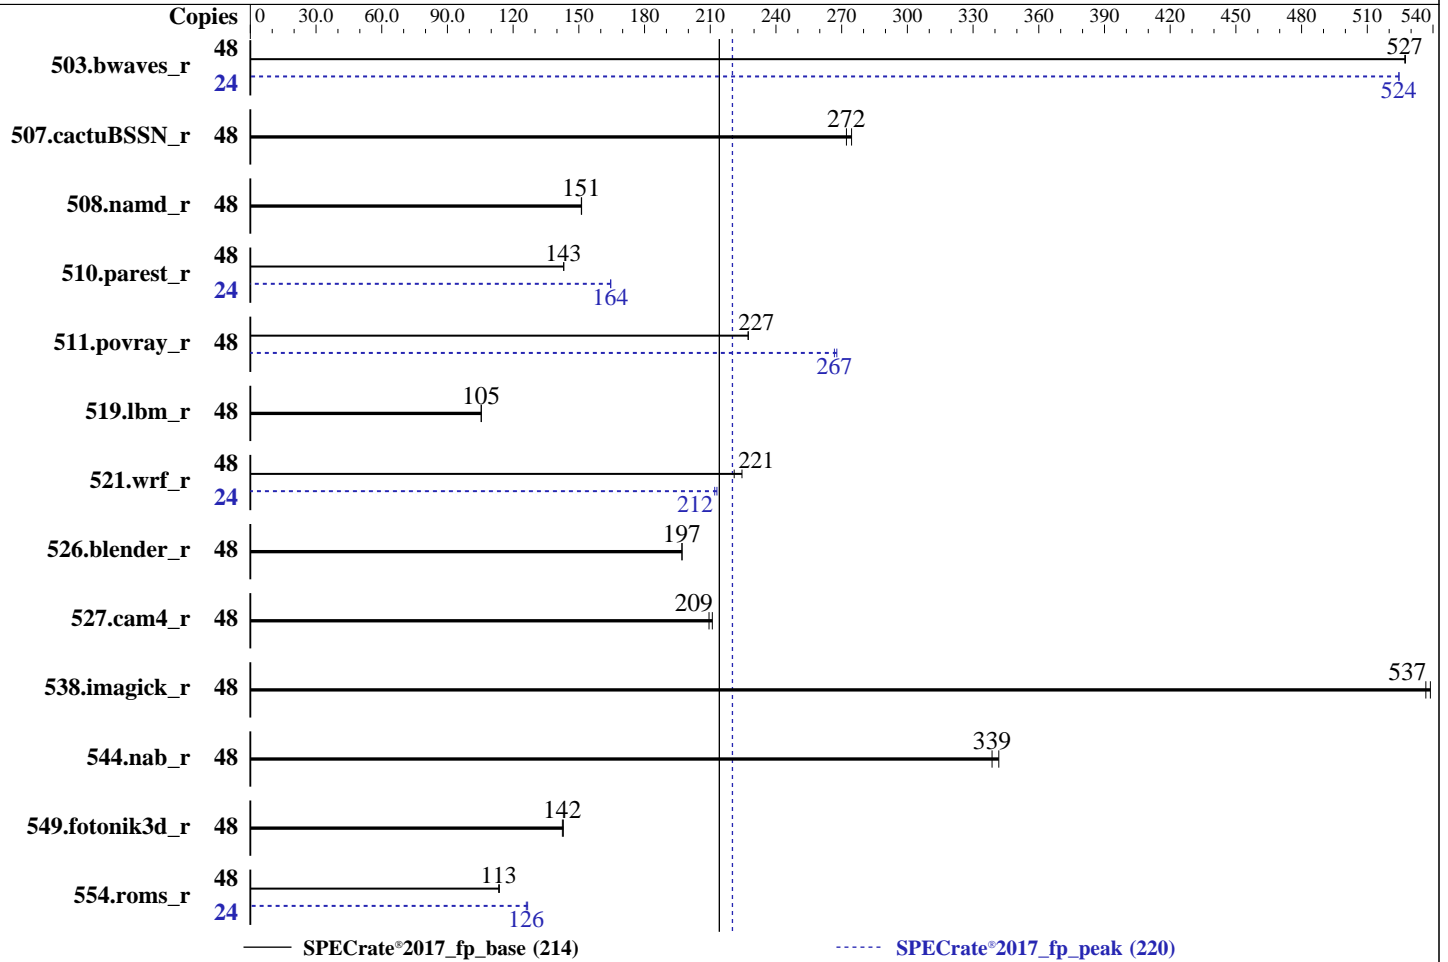 Copies 0 30.0 60.0 90.0 120 150 180 210 240 270 300 330 360 390 420 450 480 510 540
503.bwaves_r 48 527
24 524
507.cactuBSSN_r 48 272
508.namd_r 48 151
510.parest_r 48 143
24 164
511.povray_r 48 227
267
519.lbm_r 48 105
521.wrf_r 48 221
24 212
526.blender_r 48 197
527.cam4_r 48 209
538.imagick_r 48 537
544.nab_r 48 339
549.fotonik3d_r 48 142
554.roms_r 48 113
24 126
SPECrate®2017_fp_base (214) SPECrate®2017_fp_peak (220)